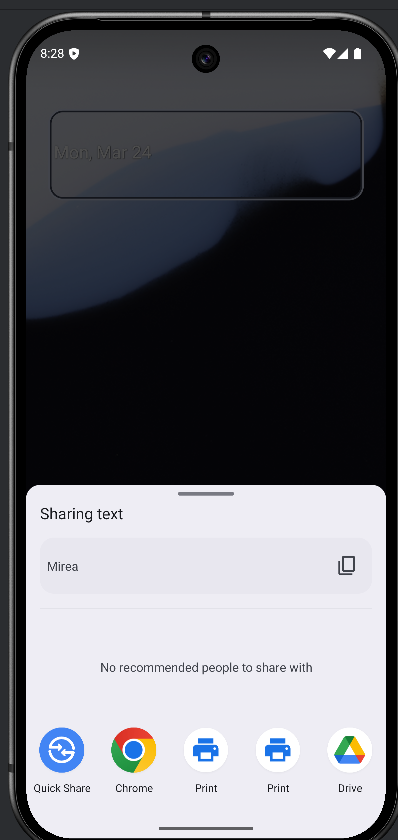 8:28
Mon, Mar 24
Sharing text
Mirea
No recommended people to share with
Quick Share Chrome Print Print Drive